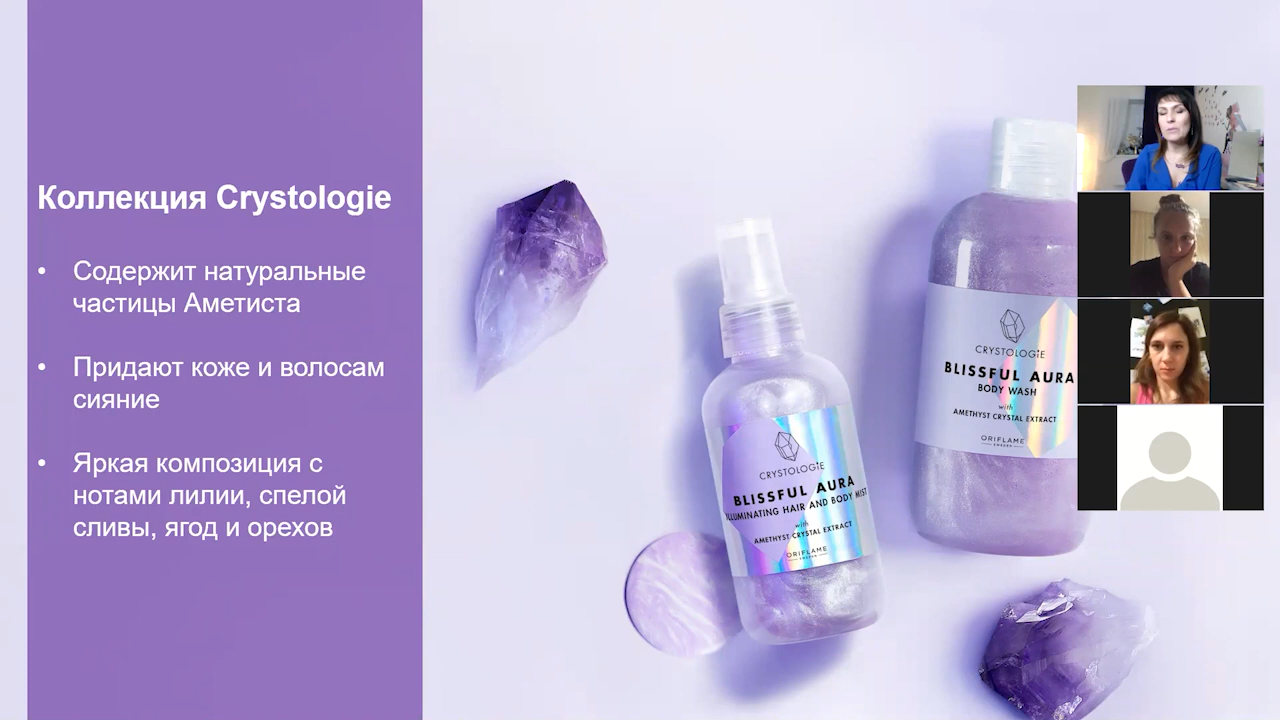 Коллекция Crystologie
• Содержит натуральные
частицы Аметиста
• Придают коже и волосам
сияние
• Яркая композиция с
нотами лилии, спелой
сливы, ягод и орехов
CRYSTOLOGIE
BLISSFUL AURA
ILLUMINATING HAIR AND BODY MIST
with
AMETHYST CRYSTAL EXTRACT
ORIFLAME
SWEDEN
CRYSTOLOGIE
BLISSFUL AURA
BODY WASH
with
AMETHYST CRYSTAL EXTRACT
ORIFLAME
SWEDEN